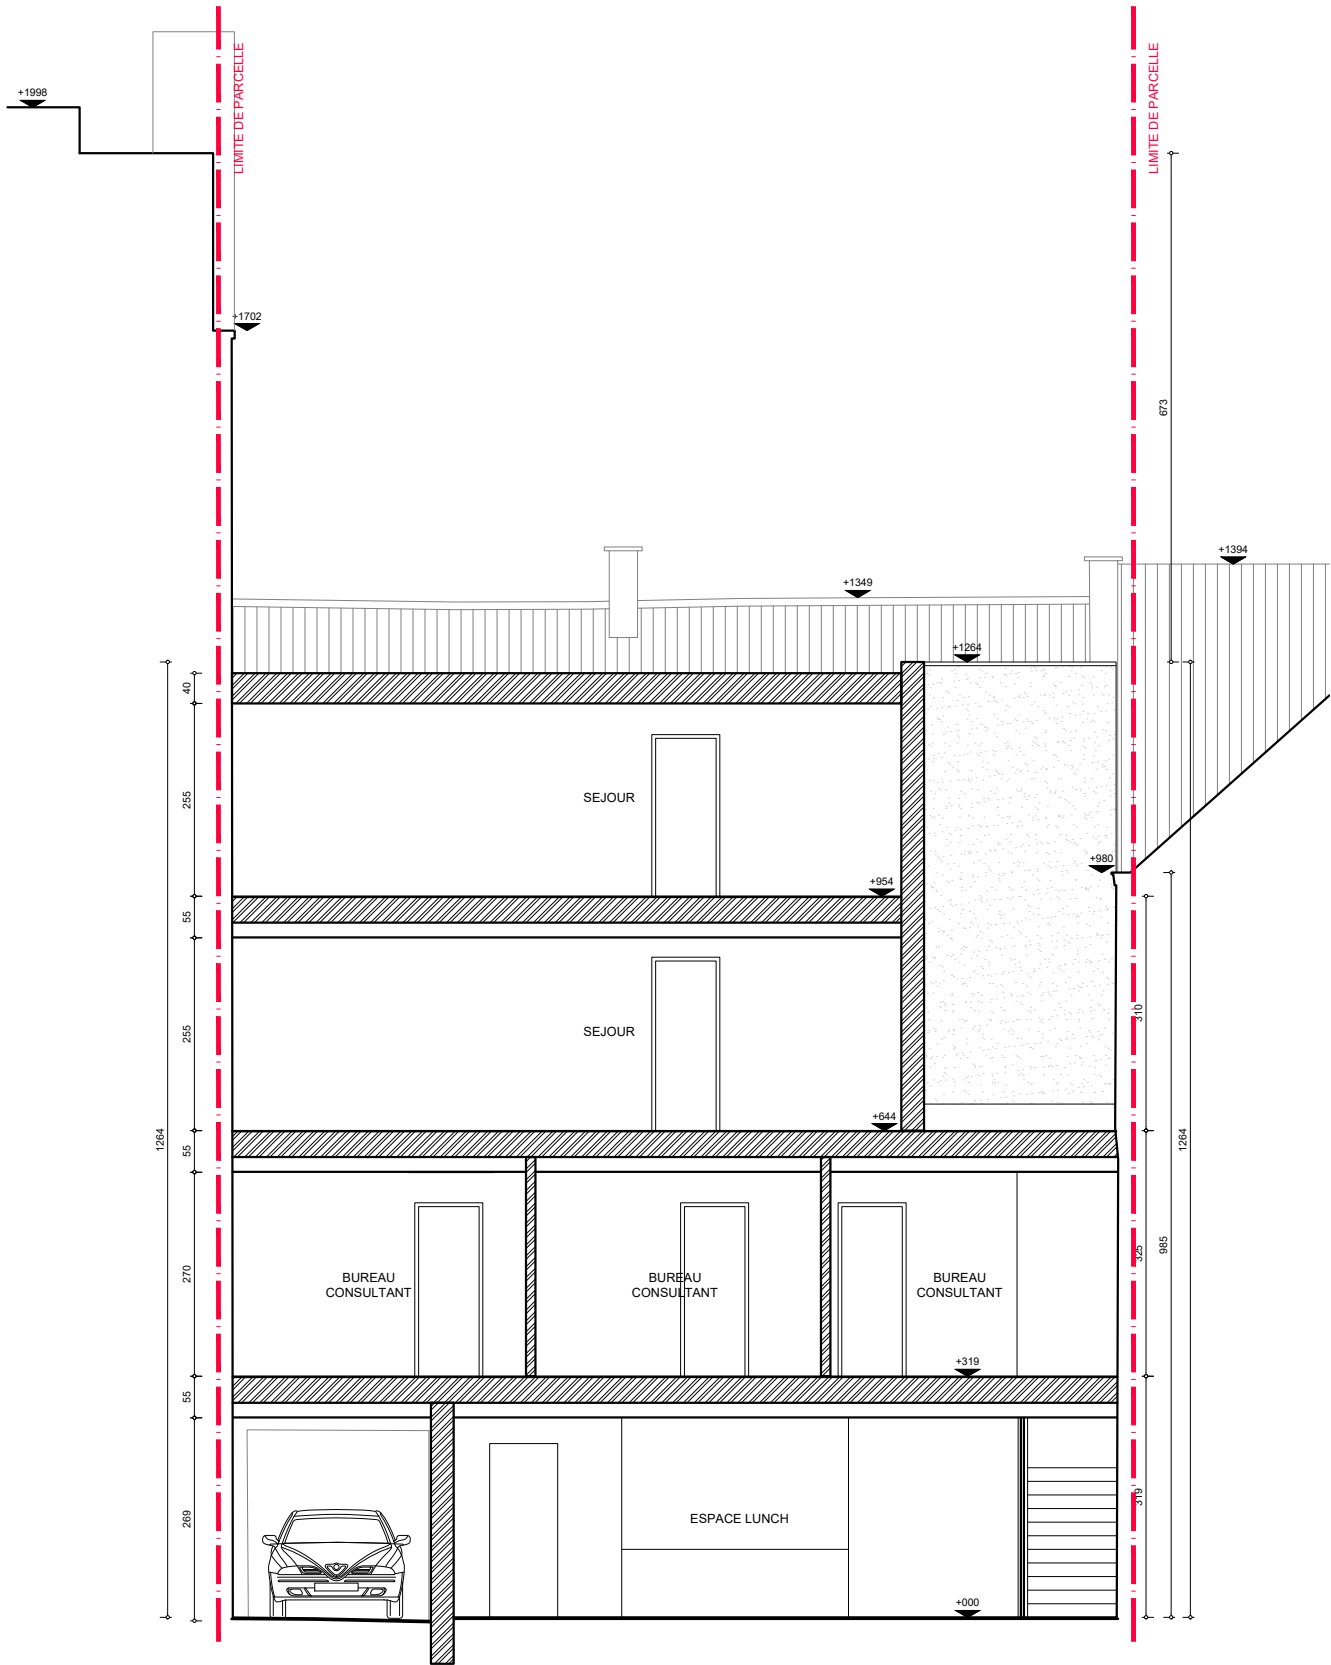 LIMITE DE PARCELLE
LIMITE DE PARCELLE
+1998
+1702
673
+1394
+1349
+1264
40
255
SEJOUR
+980
+954
55
310
255
SEJOUR
+644
1264
1264
55
985
325
270
BUREAU
CONSULTANT
BUREAU
CONSULTANT
BUREAU
CONSULTANT
+319
55
319
269
ESPACE LUNCH
+000